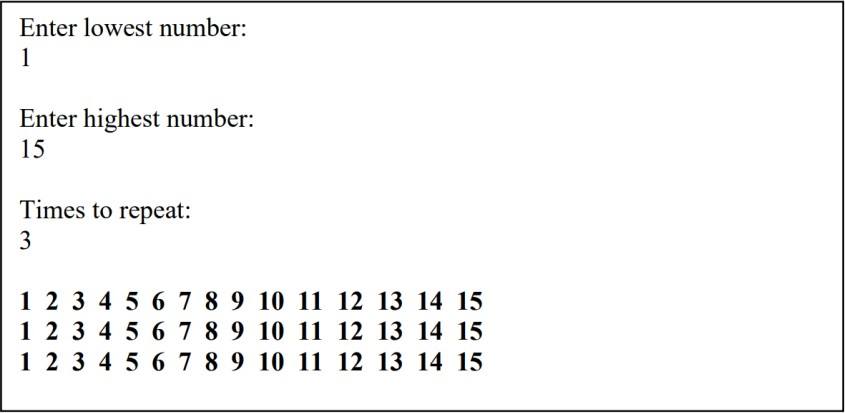 Enter lowest number:
1
Enter highest number:
15
Times to repeat:
3
1 2 3 4 5 6 7 8 9 10 11 12 13 14 15
1 2 3 4 5 6 7 8 9 10 11 12 13 14 15
1 2 3 4 5 6 7 8 9 10 11 12 13 14 15